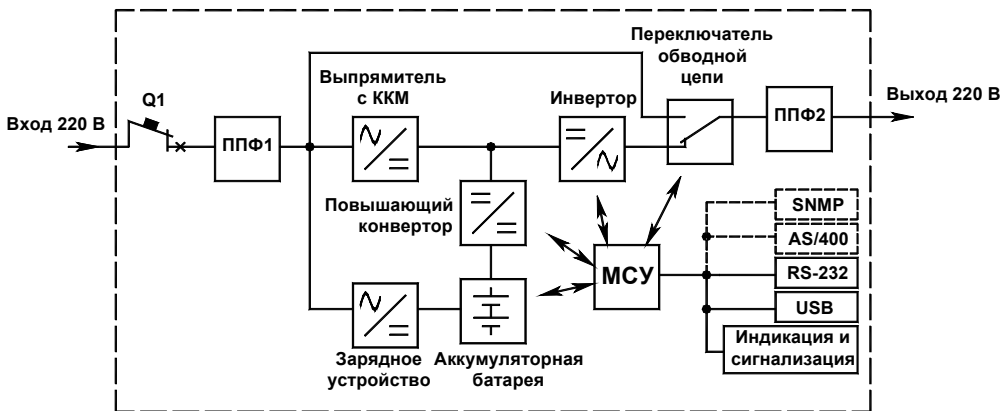 Переключатель
обводной
цепи
Выпрямитель
с ККМ
Q1
Инвертор
Вход 220 В
Выход 220 В
ППФ1
ППФ2
Повышающий
конвертор
SNMP
AS/400
МСУ
RS-232
USB
Индикация и
сигнализация
Зарядное
устройство
Аккумуляторная
батарея